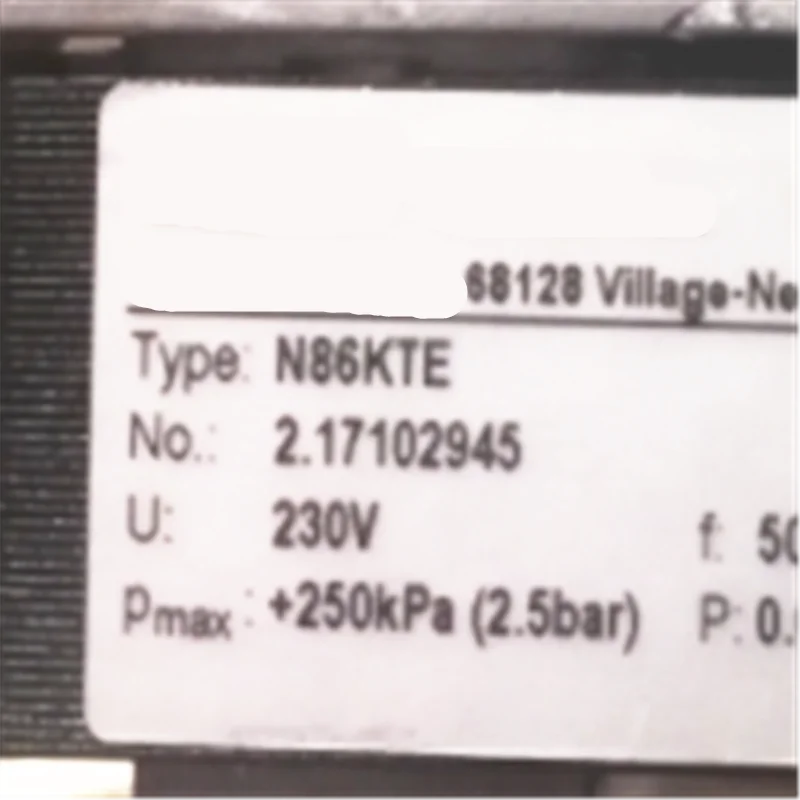 68128 Village-Ne
Type: N86KTE
No.: 2.17102945
U: 230V f: 50
pmax: +250kPa (2.5bar) P: 0.